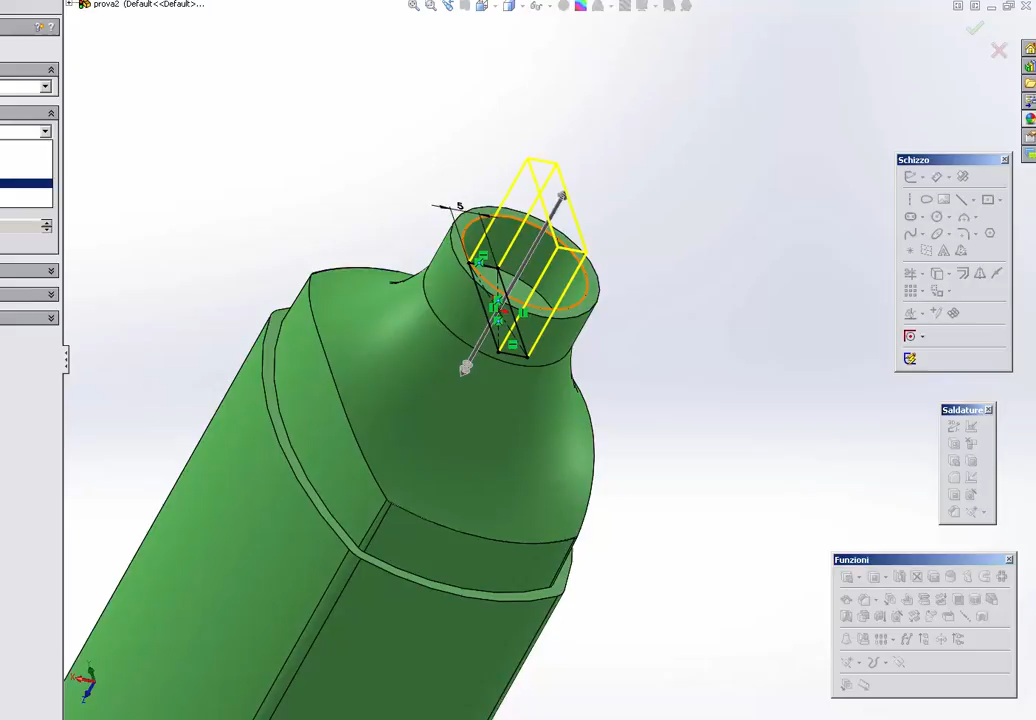 prova2 (Default<<Default>...
Schizzo
5
Saldature
Funzioni
Y
X
Z